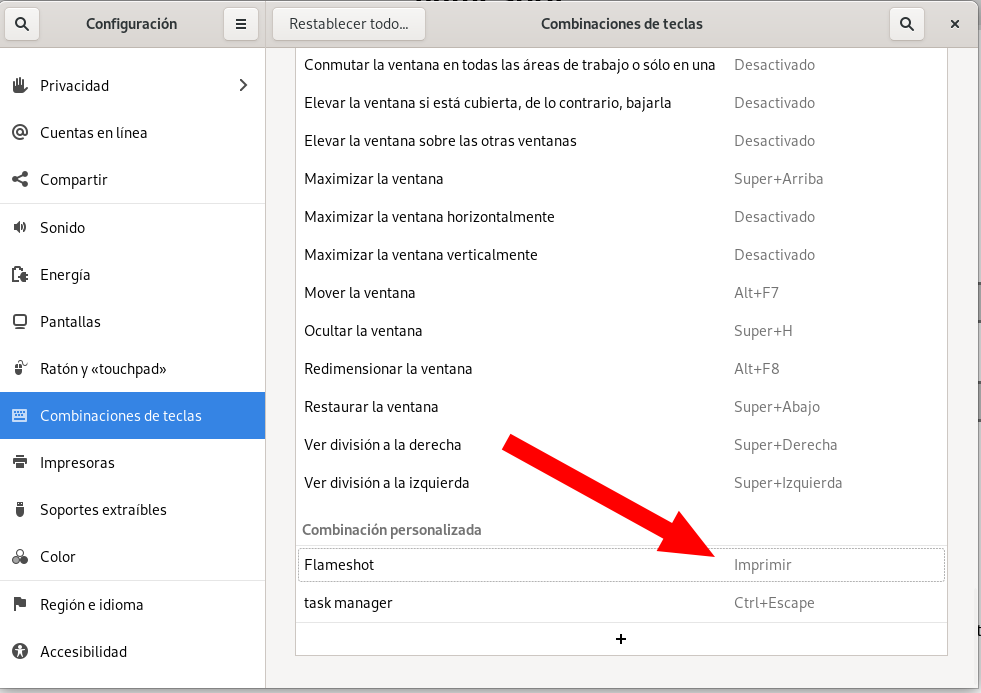 Configuración
Restablecer todo...
Combinaciones de teclas
Privacidad
Cuentas en línea
Compartir
Sonido
Energía
Pantallas
Ratón y «touchpad»
Combinaciones de teclas
Impresoras
Soportes extraíbles
Color
Región e idioma
Accesibilidad
Conmutar la ventana en todas las áreas de trabajo o sólo en una Desactivado
Elevar la ventana si está cubierta, de lo contrario, bajarla Desactivado
Elevar la ventana sobre las otras ventanas Desactivado
Maximizar la ventana Super+Arriba
Maximizar la ventana horizontalmente Desactivado
Maximizar la ventana verticalmente Desactivado
Mover la ventana Alt+F7
Ocultar la ventana Super+H
Redimensionar la ventana Alt+F8
Restaurar la ventana Super+Abajo
Ver división a la derecha Super+Derecha
Ver división a la izquierda Super+Izquierda
Combinación personalizada
Flameshot Imprimir
task manager Ctrl+Escape
+